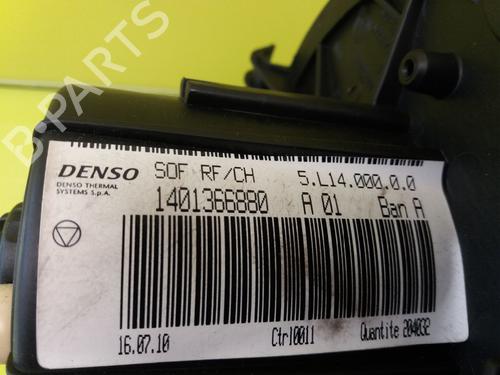 B-PARTS
DENSO
DENSO THERMAL
SYSTEMS S.p.A.
SOF RF/CH 5.L14.000.0.0
1401366880 A 01 Ban A
16.07.10 Ctrl0011 Quantite 204032